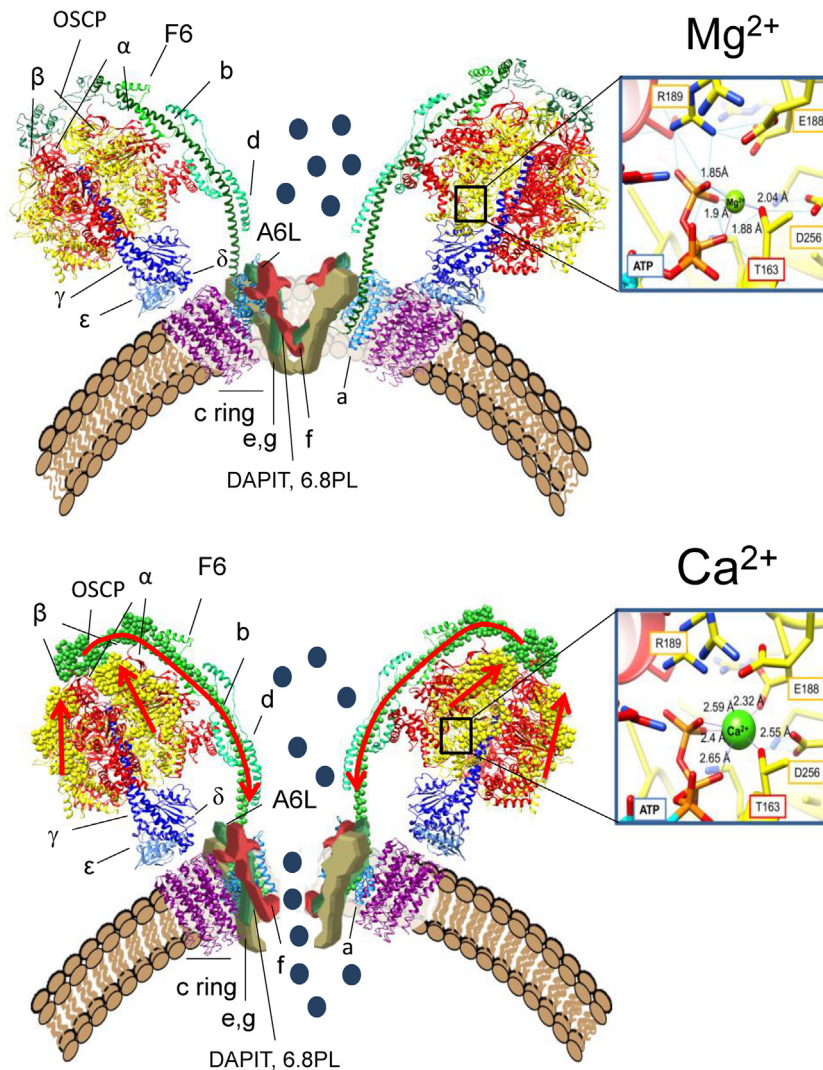 OSCP
F6
α
b
β
d
A6L
δ
γ
ε
a
c ring
f
e,g
DAPIT, 6.8PL
Mg²⁺
R189
E188
1.85Å
Mg²⁺
2.04 Å
1.9 Å
1.88 Å
D256
ATP
T163
Ca²⁺
OSCP
α
F6
β
b
d
A6L
δ
γ
ε
a
c ring
f
e,g
DAPIT, 6.8PL
R189
E188
2.59 Å
2.32 Å
Ca²⁺
2.4 Å
2.55 Å
2.65 Å
D256
ATP
T163